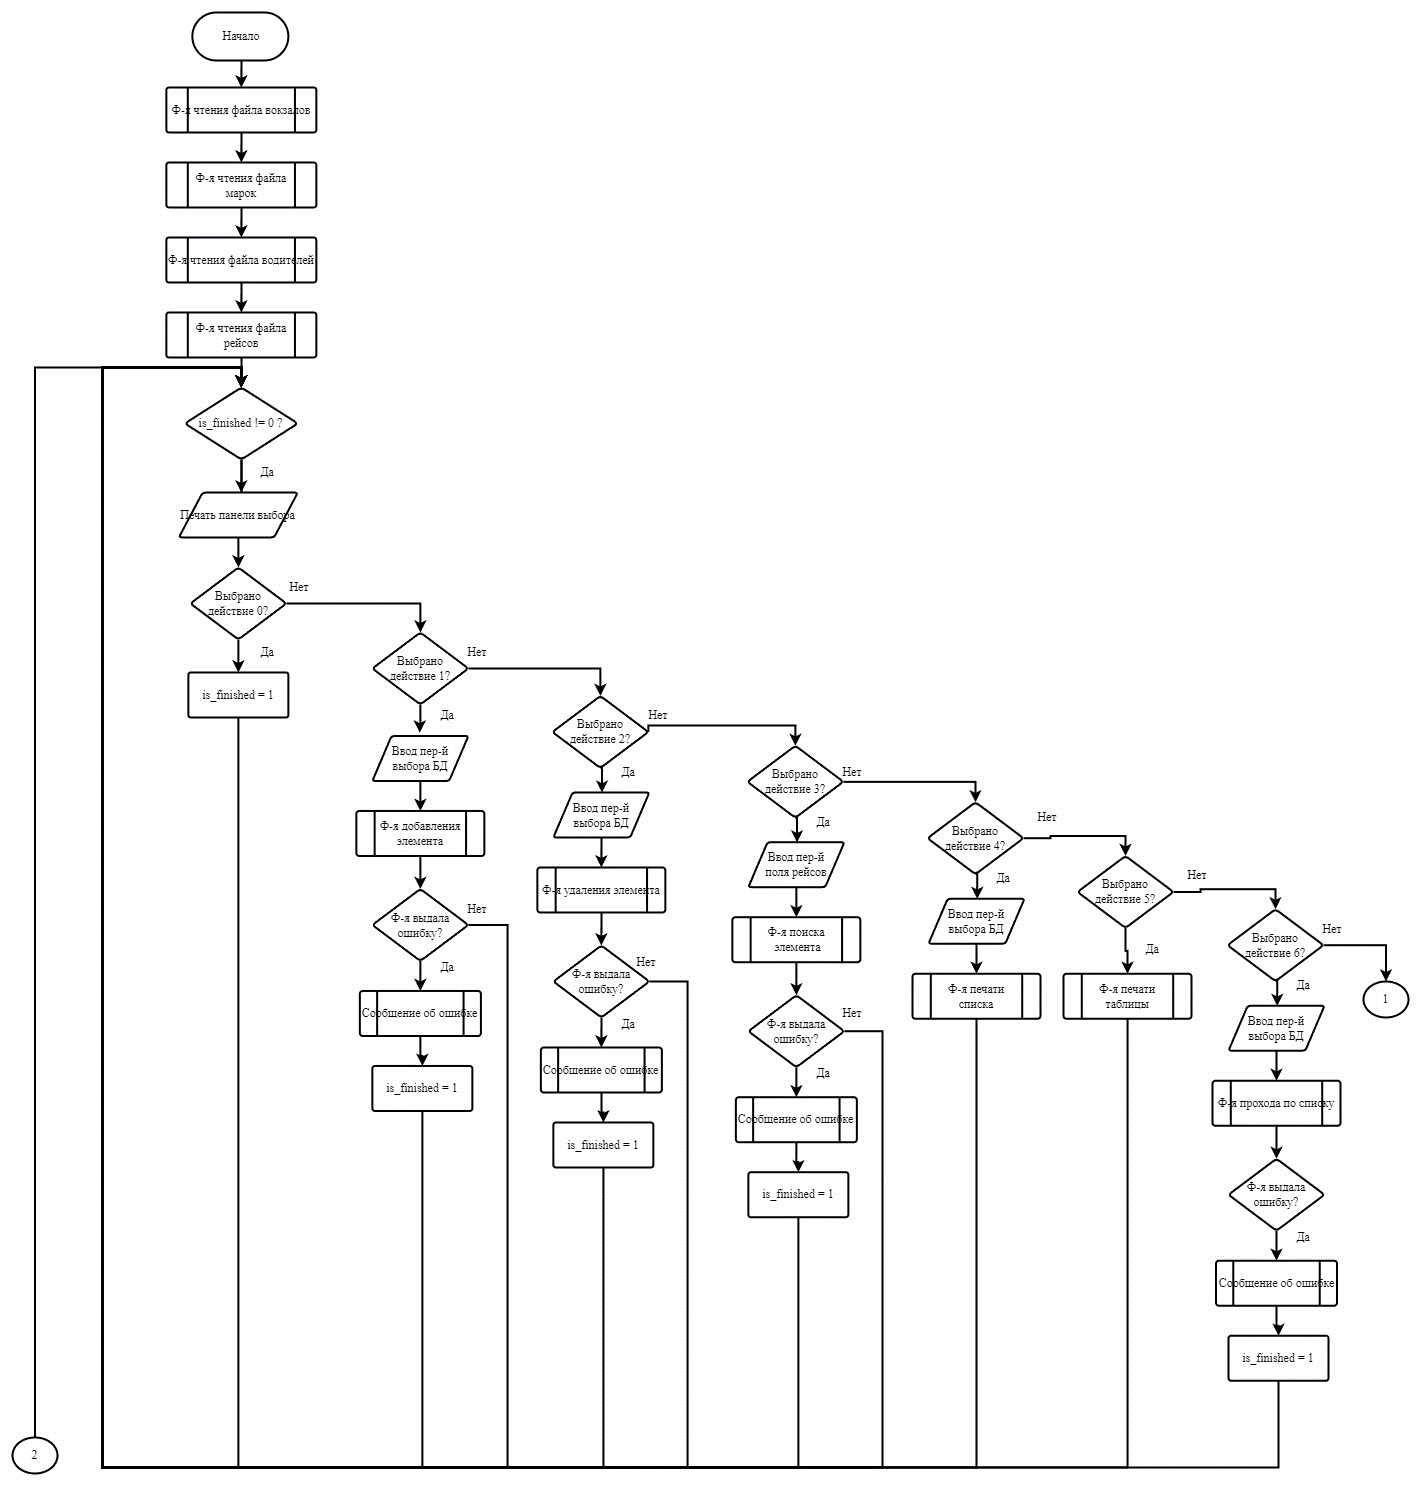 Начало
Ф-я чтения файла вокзалов
Ф-я чтения файла
марок
Ф-я чтения файла водителей
Ф-я чтения файла
рейсов
is_finished != 0 ?
Да
Печать панели выбора
Выбрано
действие 0?
Нет
Да
is_finished = 1
Выбрано
действие 1?
Нет
Да
Ввод пер-й
выбора БД
Ф-я добавления
элемента
Ф-я выдала
ошибку?
Нет
Да
Сообщение об ошибке
is_finished = 1
Выбрано
действие 2?
Нет
Да
Ввод пер-й
выбора БД
Ф-я удаления элемента
Ф-я выдала
ошибку?
Нет
Да
Сообщение об ошибке
is_finished = 1
Выбрано
действие 3?
Нет
Да
Ввод пер-й
поля рейсов
Ф-я поиска
элемента
Ф-я выдала
ошибку?
Нет
Да
Сообщение об ошибке
is_finished = 1
Выбрано
действие 4?
Нет
Да
Ввод пер-й
выбора БД
Ф-я печати
списка
Выбрано
действие 5?
Нет
Да
Ф-я печати
таблицы
Выбрано
действие 6?
Нет
Да
1
Ввод пер-й
выбора БД
Ф-я прохода по списку
Ф-я выдала
ошибку?
Да
Сообщение об ошибке
is_finished = 1
2